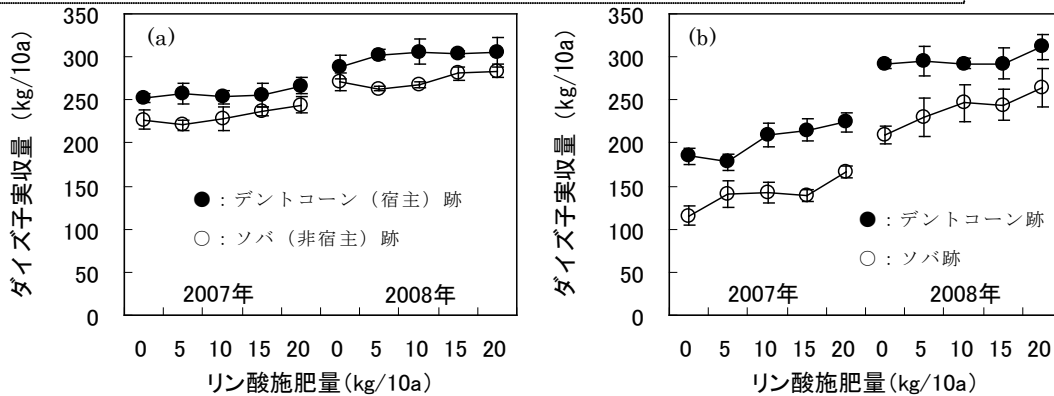 350
300
250
200
150
100
50
0
ダイズ子実収量 (kg/10a)
(a)
●：デントコーン（宿主）跡
○：ソバ（非宿主）跡
2007年
2008年
0 5 10 15 20 0 5 10 15 20
リン酸施肥量(kg/10a)
350
300
250
200
150
100
50
0
ダイズ子実収量 (kg/10a)
(b)
●：デントコーン跡
○：ソバ跡
2007年
2008年
0 5 10 15 20 0 5 10 15 20
リン酸施肥量(kg/10a)